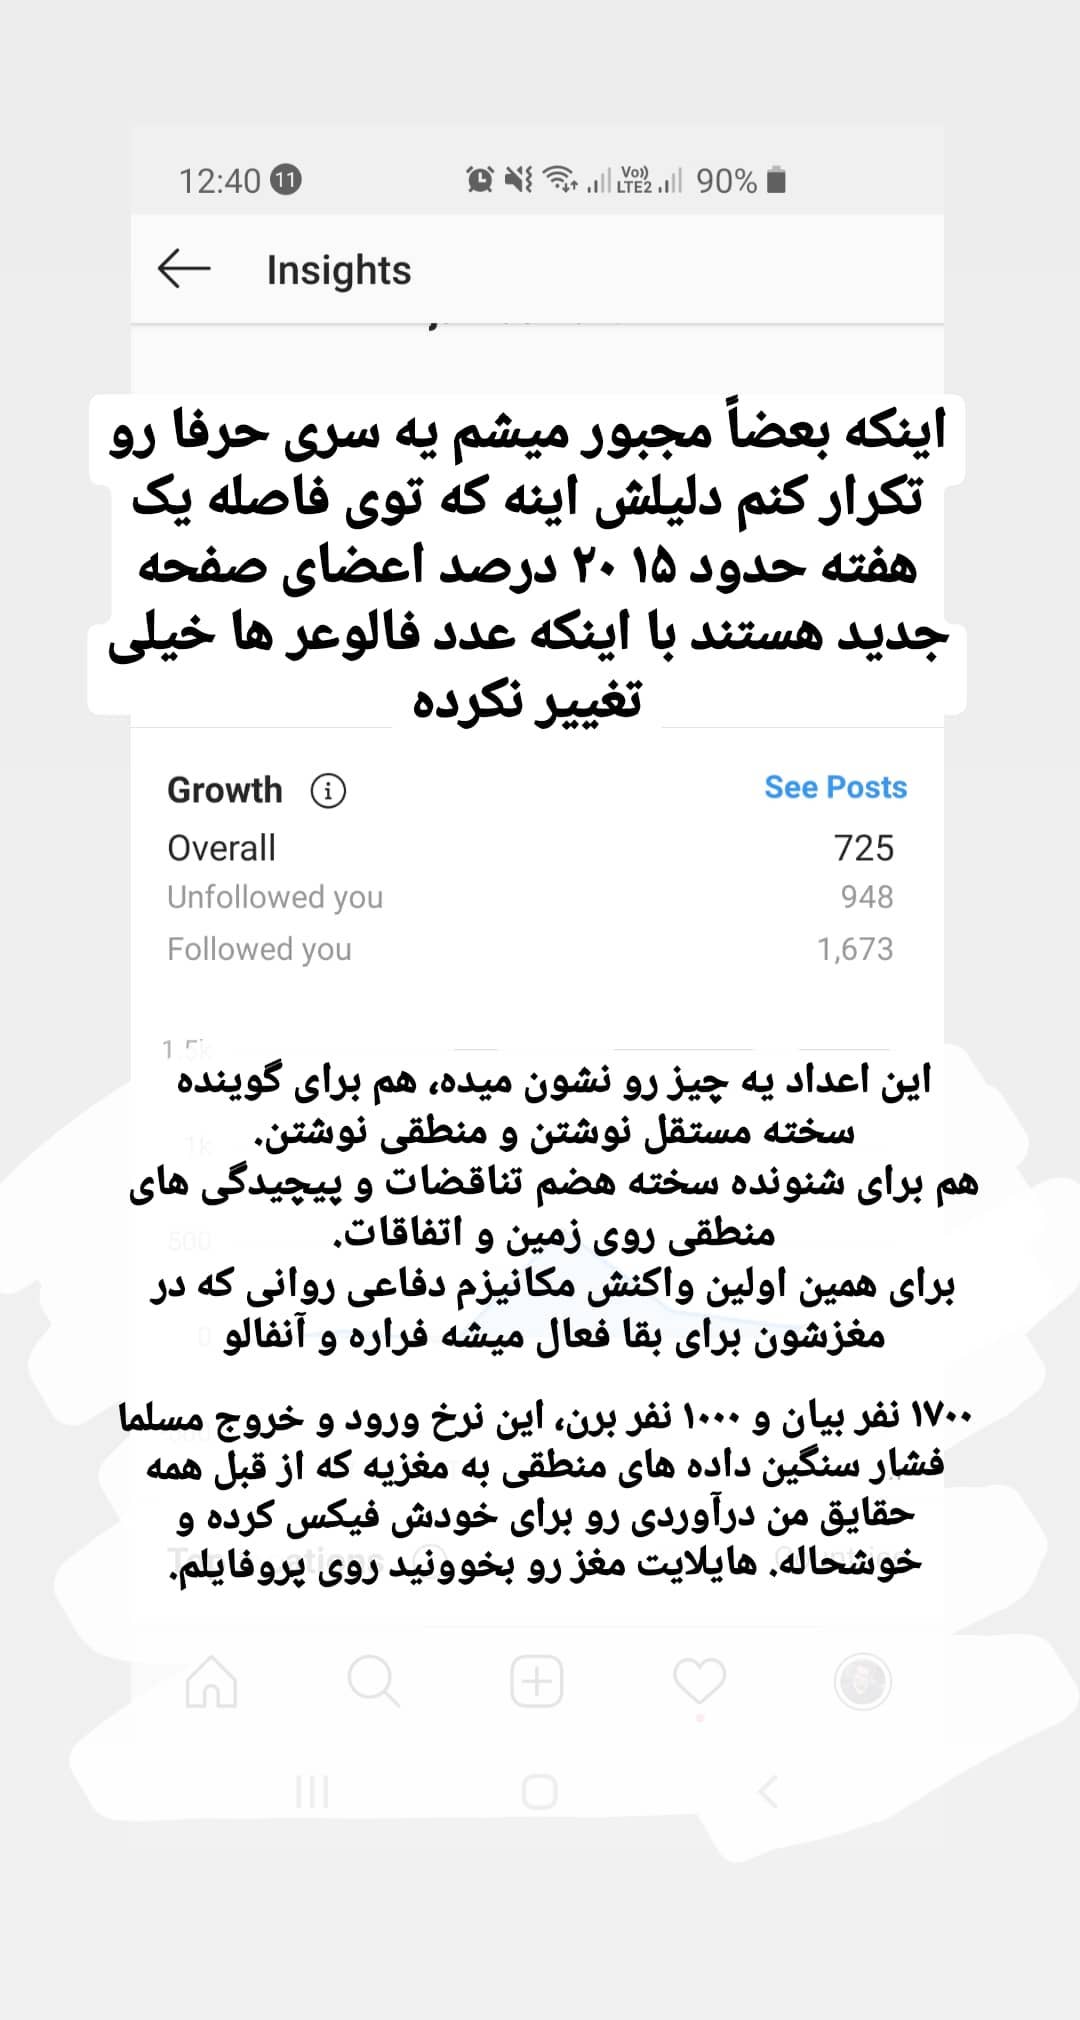 12:40 11 Vo)) LTE2 90%
Insights
اینکه بعضاً مجبور میشم یه سری حرفا رو
تکرار کنم دلیلش اینه که توی فاصله یک
هفته حدود ۱۵ ۲۰ درصد اعضای صفحه
جدید هستند با اینکه عدد فالوعر ها خیلی
تغییر نکرده
Growth See Posts
Overall 725
Unfollowed you 948
Followed you 1,673
1.5k
این اعداد یه چیز رو نشون میده، هم برای گوینده
سخته مستقل نوشتن و منطقی نوشتن.
1k
هم برای شنونده سخته هضم تناقضات و پیچیدگی های
منطقی روی زمین و اتفاقات.
500
برای همین اولین واکنش مکانیزم دفاعی روانی که در
مغزشون برای بقا فعال میشه فراره و آنفالو
0
۱۷۰۰ نفر بیان و ۱۰۰۰ نفر برن، این نرخ ورود و خروج مسلما
فشار سنگین داده های منطقی به مغزیه که از قبل همه
حقایق من درآوردی رو برای خودش فیکس کرده و
خوشحاله. هایلایت مغز رو بخوونید روی پروفایلم.